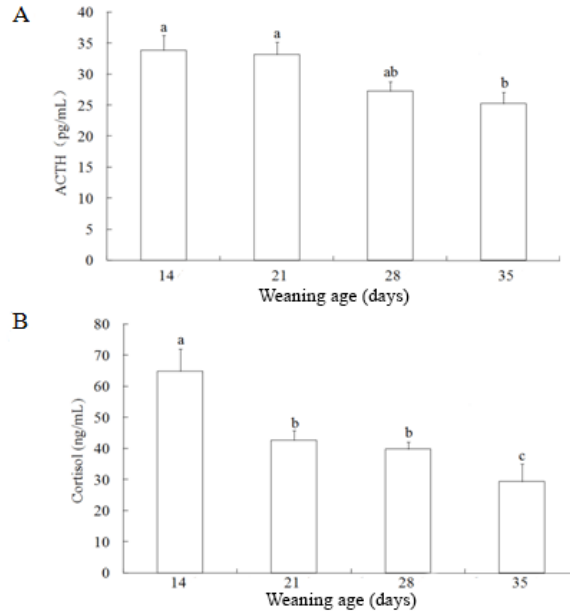 A
40
35
30
25
20
15
10
5
0
ACTH（pg/mL）
a
a
ab
b
14 21 28 35
Weaning age (days)
B
80
70
60
50
40
30
20
10
0
Cortisol (ng/mL)
a
b
b
c
14 21 28 35
Weaning age (days)